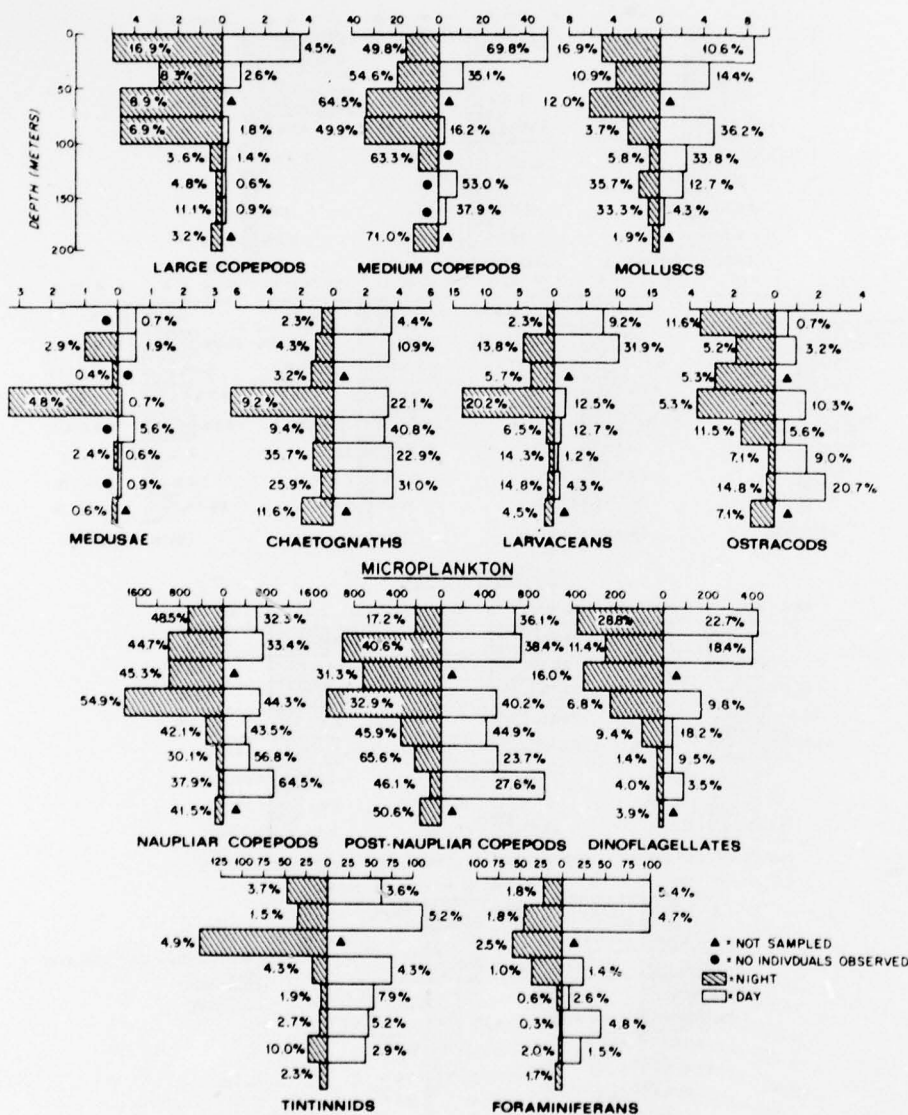 4 2 0 2 4 40 20 0 20 40 8 4 0 4 8
DEPTH (METERS)
0
50
100
150
200
16.9% 4.5% 49.8% 69.8% 16.9% 10.6%
8.3% 2.6% 54.6% 35.1% 10.9% 14.4%
8.9% ▲ 64.5% ▲ 12.0% ▲
6.9% 1.8% 49.9% 16.2% 3.7% 36.2%
3.6% 1.4% 63.3% ● 5.8% 33.8%
4.8% 0.6% ● 53.0% 35.7% 12.7%
11.1% 0.9% ● 37.9% 33.3% 4.3%
3.2% ▲ 71.0% ▲ 1.9% ▲
LARGE COPEPODS MEDIUM COPEPODS MOLLUSCS
3 2 1 0 1 2 3 6 4 2 0 2 4 6 15 10 5 0 5 10 15 4 2 0 2 4
● 0.7% 2.3% 4.4% 2.3% 9.2% 11.6% 0.7%
2.9% 1.9% 4.3% 10.9% 13.8% 31.9% 5.2% 3.2%
0.4% ● 3.2% ▲ 5.7% ▲ 5.3% ▲
4.8% 0.7% 9.2% 22.1% 20.2% 12.5% 5.3% 10.3%
● 5.6% 9.4% 40.8% 6.5% 12.7% 11.5% 5.6%
2.4% 0.6% 35.7% 22.9% 14.3% 1.2% 7.1% 9.0%
● 0.9% 25.9% 31.0% 14.8% 4.3% 14.8% 20.7%
0.6% ▲ 11.6% ▲ 4.5% ▲ 7.1% ▲
MEDUSAE CHAETOGNATHS LARVACEANS OSTRACODS
MICROPLANKTON
1600 800 0 800 1600 800 400 0 400 800 400 200 0 200 400
48.5% 32.3% 17.2% 36.1% 28.8% 22.7%
44.7% 33.4% 40.6% 38.4% 11.4% 18.4%
45.3% ▲ 31.3% ▲ 16.0% ▲
54.9% 44.3% 32.9% 40.2% 6.8% 9.8%
42.1% 43.5% 45.9% 44.9% 9.4% 18.2%
30.1% 56.8% 65.6% 23.7% 1.4% 9.5%
37.9% 64.5% 46.1% 27.6% 4.0% 3.5%
41.5% ▲ 50.6% ▲ 3.9% ▲
NAUPLIAR COPEPODS POST-NAUPLIAR COPEPODS DINOFLAGELLATES
125 100 75 50 25 0 25 50 75 100 100 75 50 25 0 25 50 75 100
3.7% 3.6% 1.8% 5.4%
1.5% 5.2% 1.8% 4.7%
4.9% ▲ 2.5% ▲
4.3% 4.3% 1.0% 1.4%
1.9% 7.9% 0.6% 2.6%
2.7% 5.2% 0.3% 4.8%
10.0% 2.9% 2.0% 1.5%
2.3% 1.7%
▲ = NOT SAMPLED
● = NO INDIVDUALS OBSERVED
= NIGHT
= DAY
TINTINNIDS FORAMINIFERANS